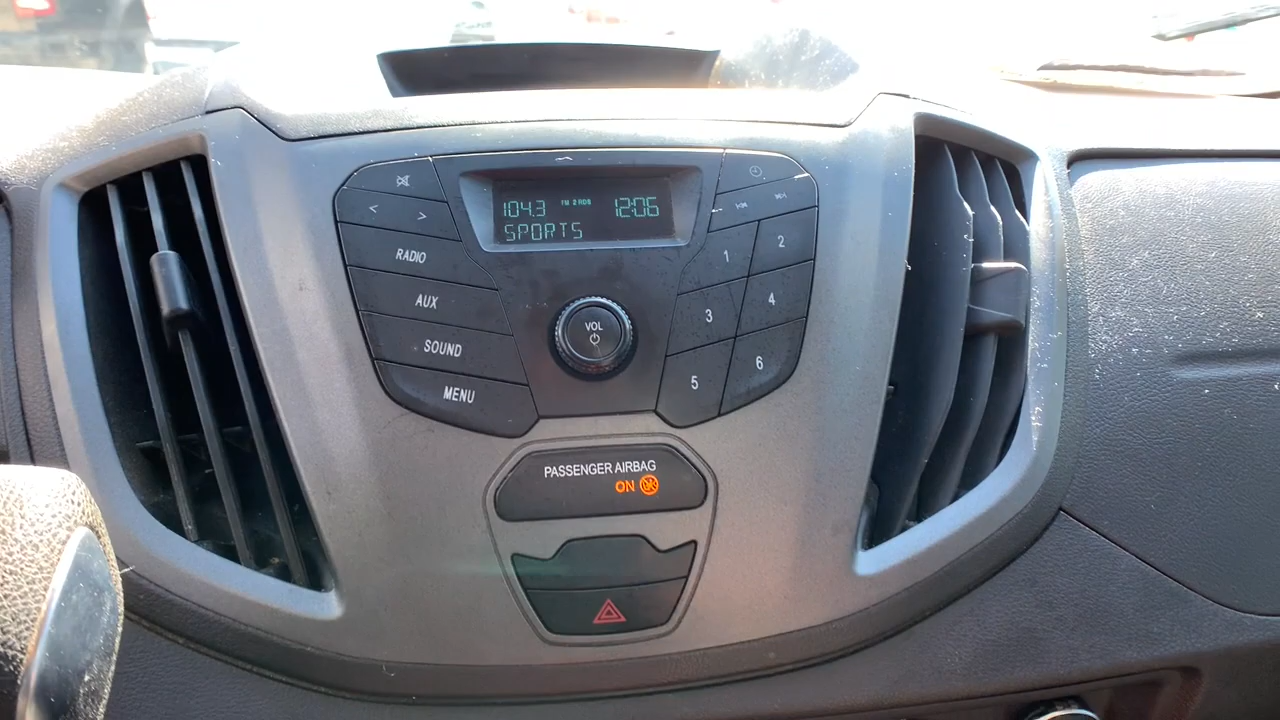 104.3 FM 2 RDS 12:06
SPORTS
RADIO
AUX
SOUND
MENU
VOL
1
2
3
4
5
6
PASSENGER AIRBAG
ON